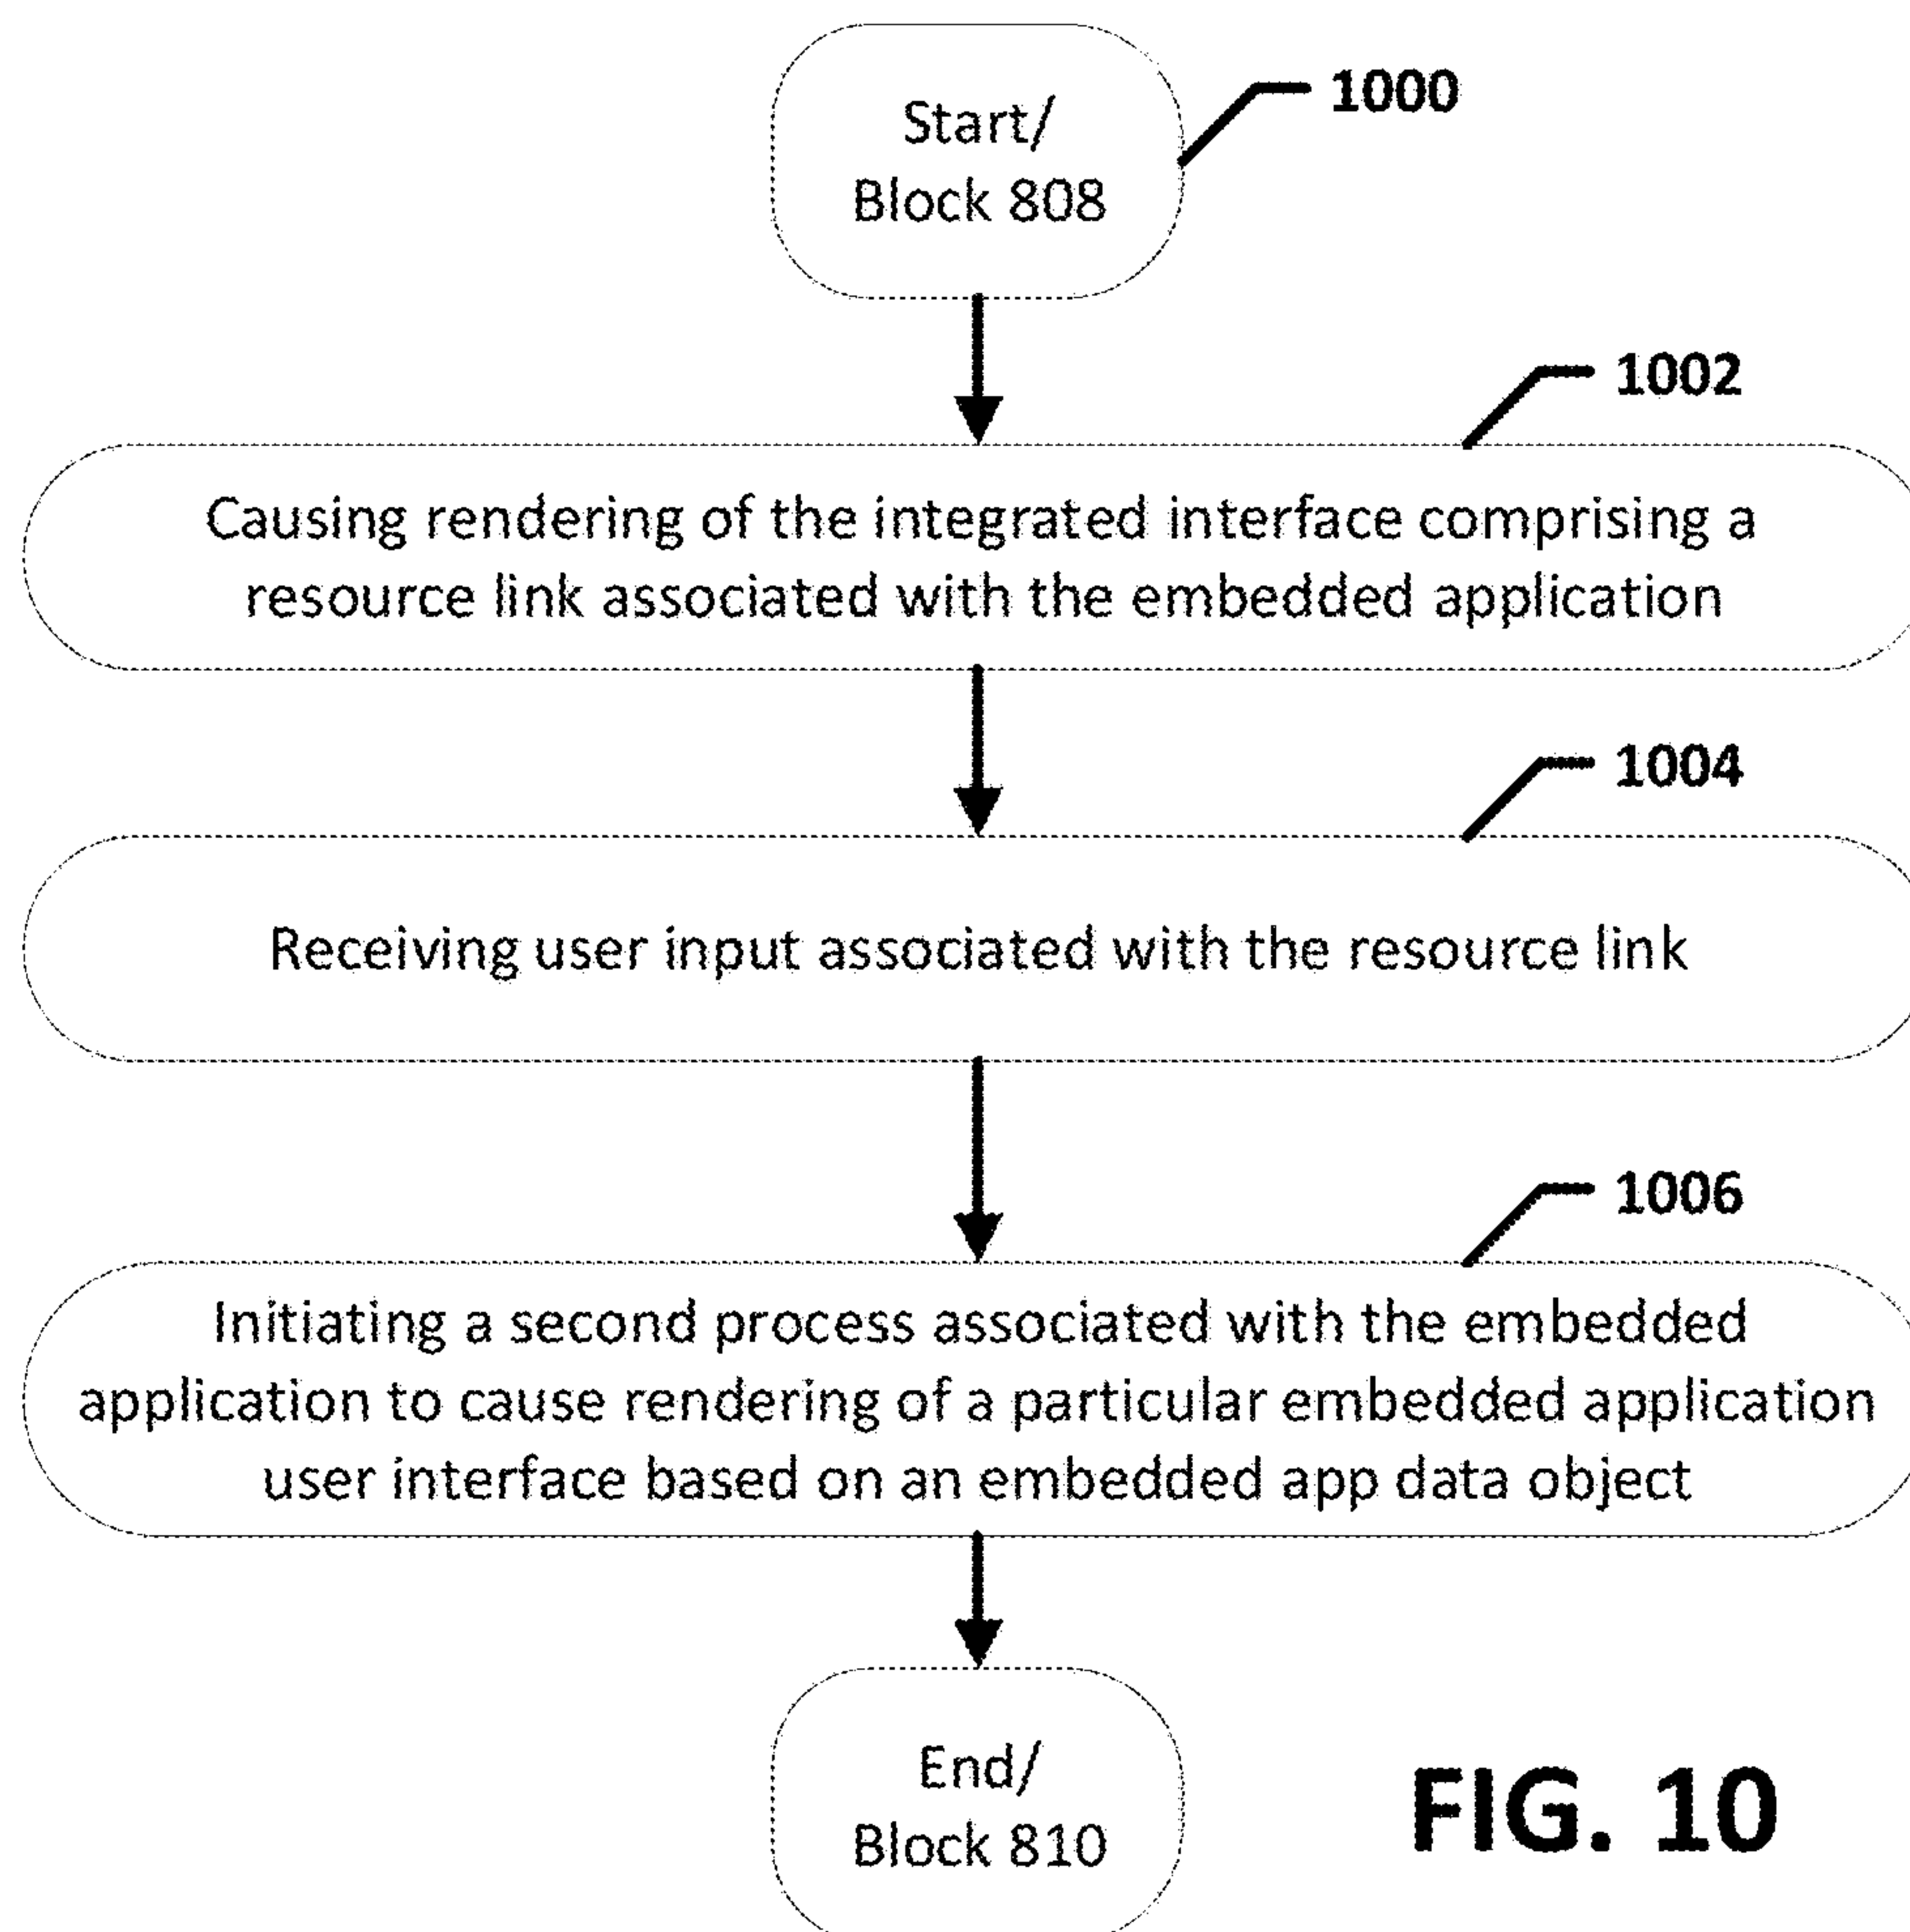 Start/
Block 808
1000
1002
Causing rendering of the integrated interface comprising a
resource link associated with the embedded application
1004
Receiving user input associated with the resource link
1006
Initiating a second process associated with the embedded
application to cause rendering of a particular embedded application
user interface based on an embedded app data object
End/
Block 810
FIG. 10